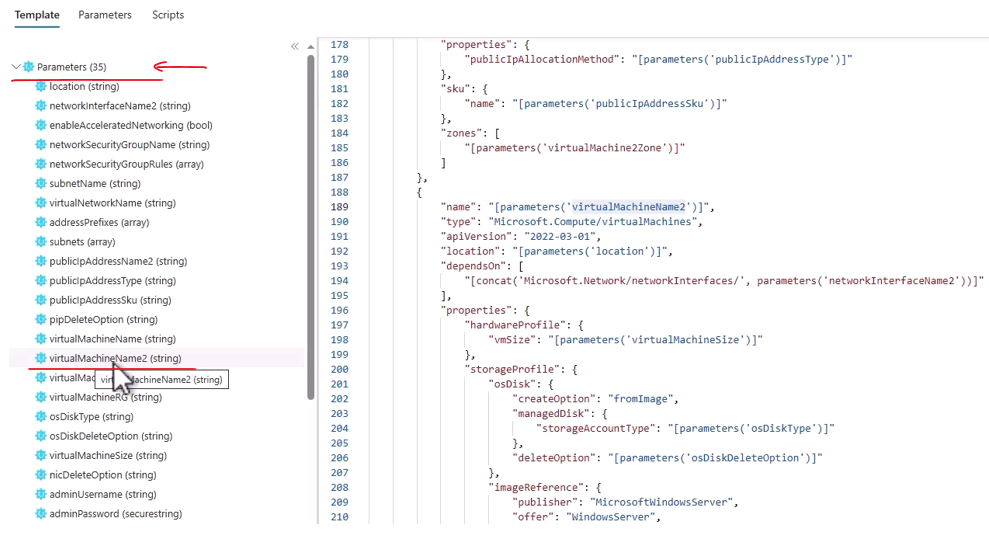 Template Parameters Scripts
Parameters (35)
location (string)
networkInterfaceName2 (string)
enableAcceleratedNetworking (bool)
networkSecurityGroupName (string)
networkSecurityGroupRules (array)
subnetName (string)
virtualNetworkName (string)
addressPrefixes (array)
subnets (array)
publicIpAddressName2 (string)
publicIpAddressType (string)
publicIpAddressSku (string)
pipDeleteOption (string)
virtualMachineName (string)
virtualMachineName2 (string)
virtualMachineName2 (string)
virtualMachineRG (string)
osDiskType (string)
osDiskDeleteOption (string)
virtualMachineSize (string)
nicDeleteOption (string)
adminUsername (string)
adminPassword (securestring)
178 "properties": {
179 "publicIpAllocationMethod": "[parameters('publicIpAddressType')]"
180 },
181 "sku": {
182 "name": "[parameters('publicIpAddressSku')]"
183 },
184 "zones": [
185 "[parameters('virtualMachine2Zone')]"
186 ]
187 },
188 {
189 "name": "[parameters('virtualMachineName2')]",
190 "type": "Microsoft.Compute/virtualMachines",
191 "apiVersion": "2022-03-01",
192 "location": "[parameters('location')]",
193 "dependsOn": [
194 "[concat('Microsoft.Network/networkInterfaces/', parameters('networkInterfaceName2'))]"
195 ],
196 "properties": {
197 "hardwareProfile": {
198 "vmSize": "[parameters('virtualMachineSize')]"
199 },
200 "storageProfile": {
201 "osDisk": {
202 "createOption": "fromImage",
203 "managedDisk": {
204 "storageAccountType": "[parameters('osDiskType')]"
205 },
206 "deleteOption": "[parameters('osDiskDeleteOption')]"
207 },
208 "imageReference": {
209 "publisher": "MicrosoftWindowsServer",
210 "offer": "WindowsServer",